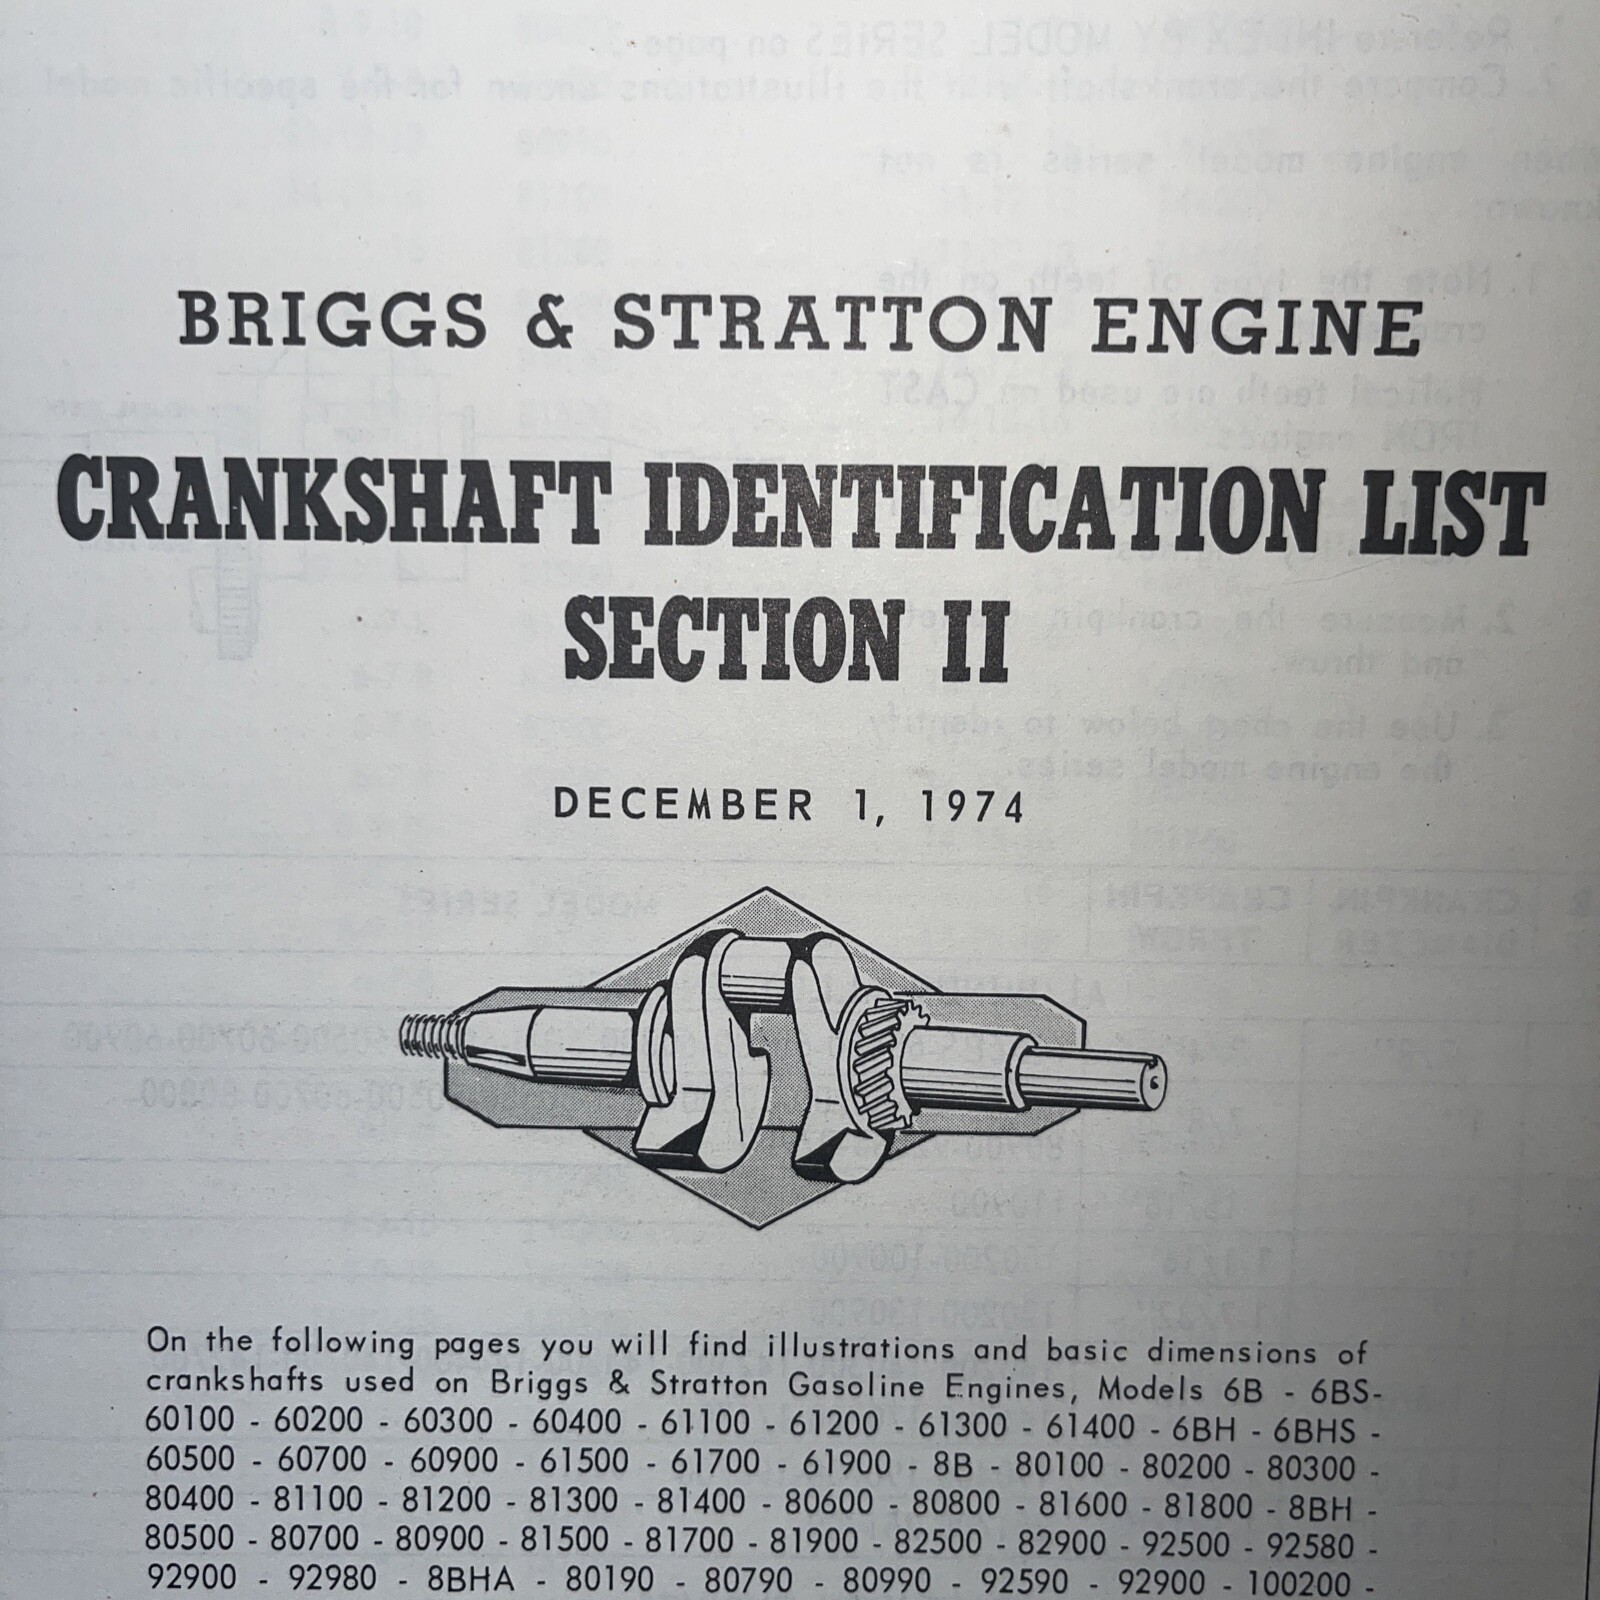 BRIGGS & STRATTON ENGINE
CRANKSHAFT IDENTIFICATION LIST
SECTION II
DECEMBER 1, 1974
On the following pages you will find illustrations and basic dimensions of
crankshafts used on Briggs & Stratton Gasoline Engines, Models 6B - 6BS-
60100 - 60200 - 60300 - 60400 - 61100 - 61200 - 61300 - 61400 - 6BH - 6BHS -
60500 - 60700 - 60900 - 61500 - 61700 - 61900 - 8B - 80100 - 80200 - 80300 -
80400 - 81100 - 81200 - 81300 - 81400 - 80600 - 80800 - 81600 - 81800 - 8BH -
80500 - 80700 - 80900 - 81500 - 81700 - 81900 - 82500 - 82900 - 92500 - 92580 -
92900 - 92980 - 8BHA - 80190 - 80790 - 80990 - 92590 - 92900 - 100200 -